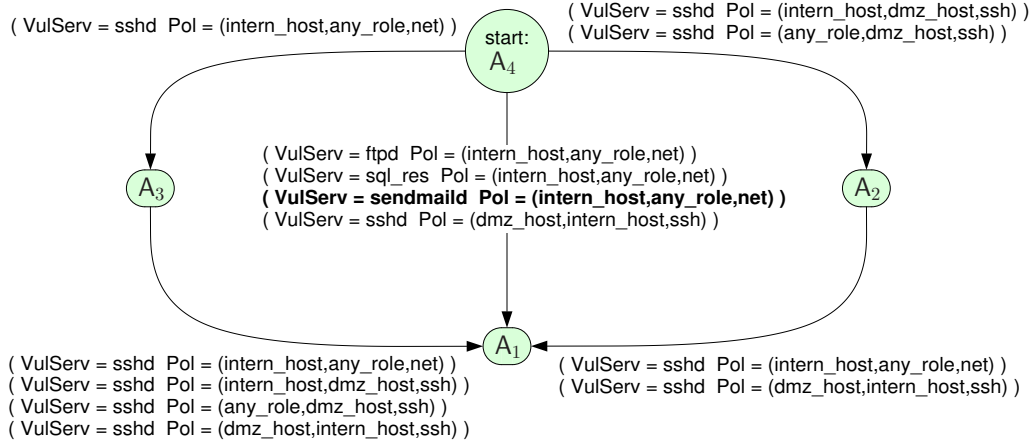 ( VulServ = sshd Pol = (intern_host,any_role,net) )
( VulServ = sshd Pol = (intern_host,dmz_host,ssh) )
( VulServ = sshd Pol = (any_role,dmz_host,ssh) )
start:
A4
( VulServ = ftpd Pol = (intern_host,any_role,net) )
( VulServ = sql_res Pol = (intern_host,any_role,net) )
( VulServ = sendmaild Pol = (intern_host,any_role,net) )
( VulServ = sshd Pol = (dmz_host,intern_host,ssh) )
A3
A2
A1
( VulServ = sshd Pol = (intern_host,any_role,net) )
( VulServ = sshd Pol = (intern_host,dmz_host,ssh) )
( VulServ = sshd Pol = (any_role,dmz_host,ssh) )
( VulServ = sshd Pol = (dmz_host,intern_host,ssh) )
( VulServ = sshd Pol = (intern_host,any_role,net) )
( VulServ = sshd Pol = (dmz_host,intern_host,ssh) )